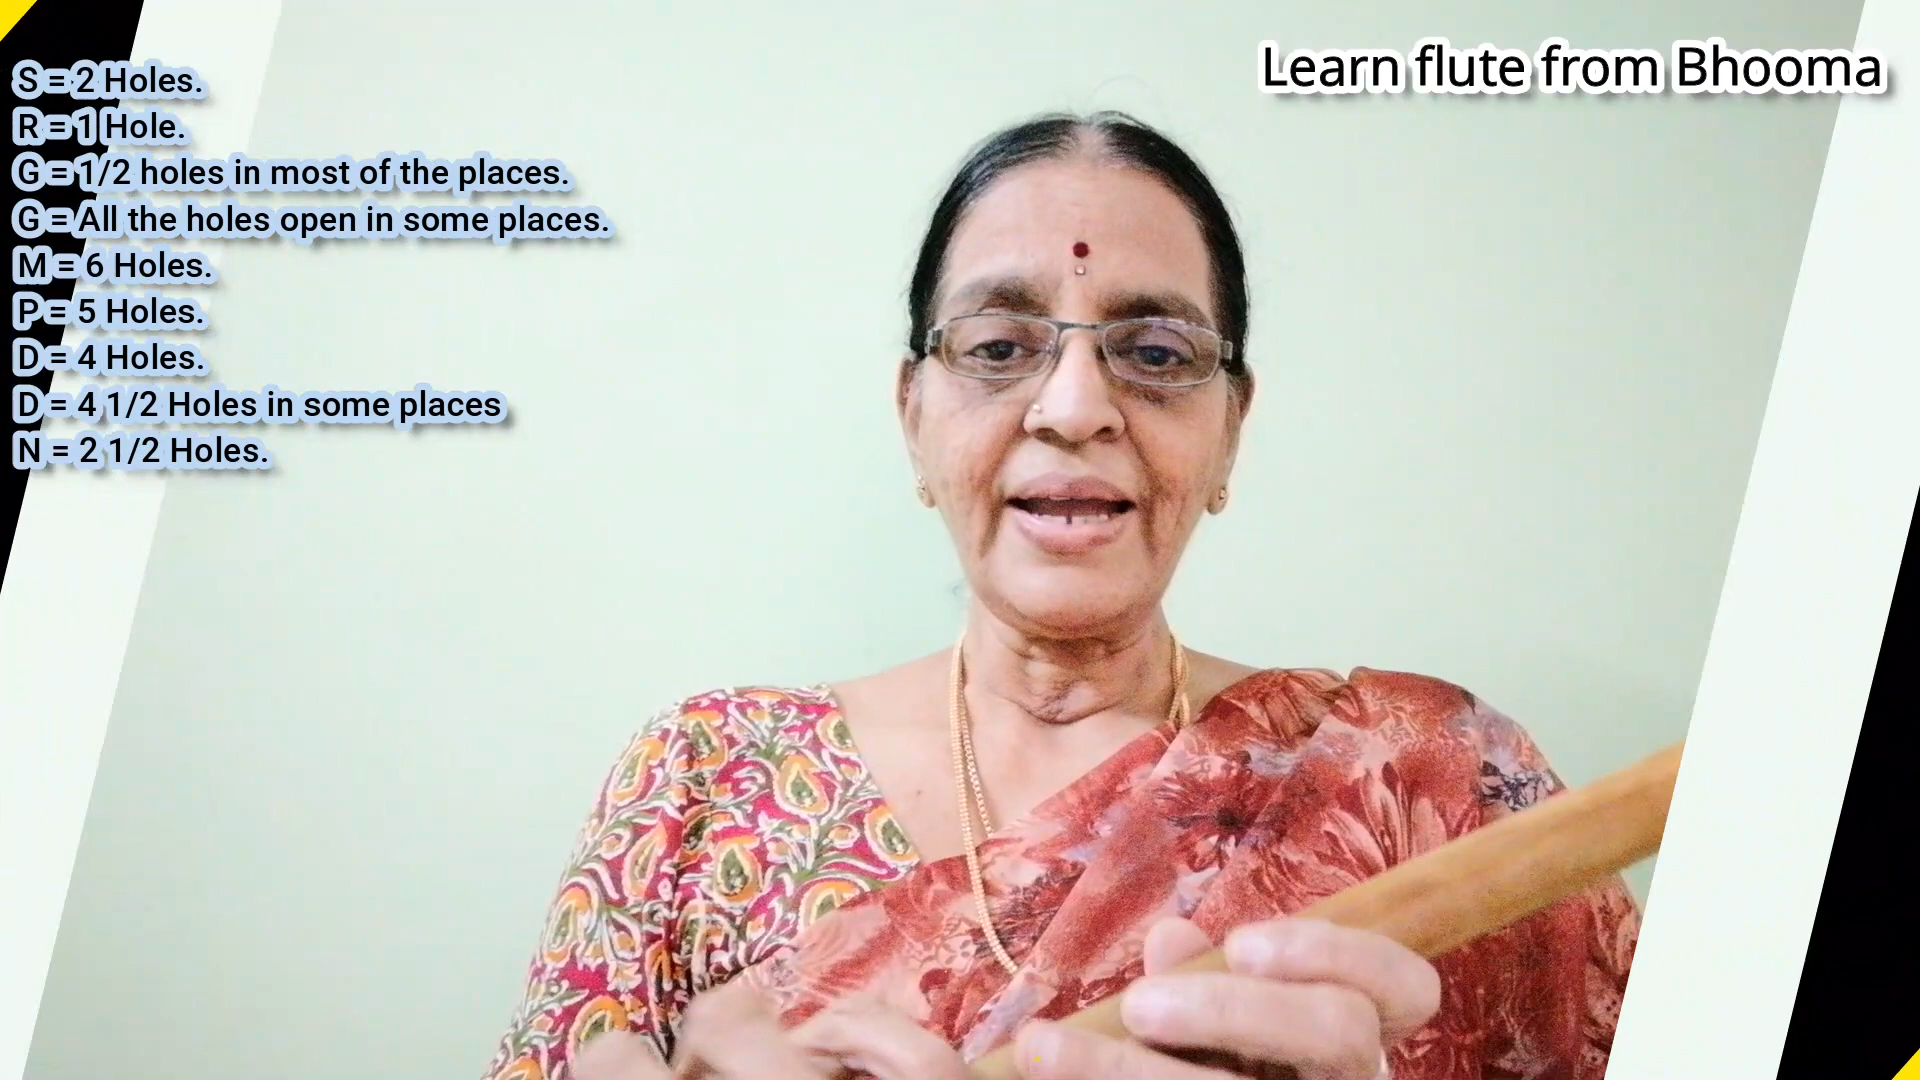 Learn flute from Bhooma
S = 2 Holes.
R = 1 Hole.
G = 1/2 holes in most of the places.
G = All the holes open in some places.
M = 6 Holes.
P = 5 Holes.
D = 4 Holes.
D = 4 1/2 Holes in some places
N = 2 1/2 Holes.